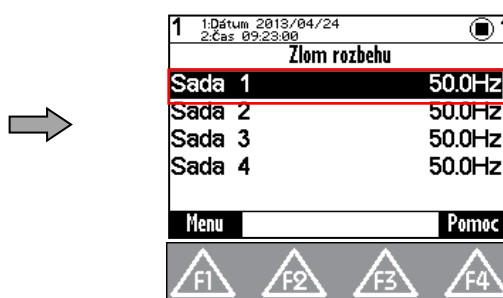 1 1:Dátum 2013/04/24
2:Čas 09:23:00
Zlom rozbehu
Sada 1 50.0Hz
Sada 2 50.0Hz
Sada 3 50.0Hz
Sada 4 50.0Hz
Menu Pomoc
F1 F2 F3 F4